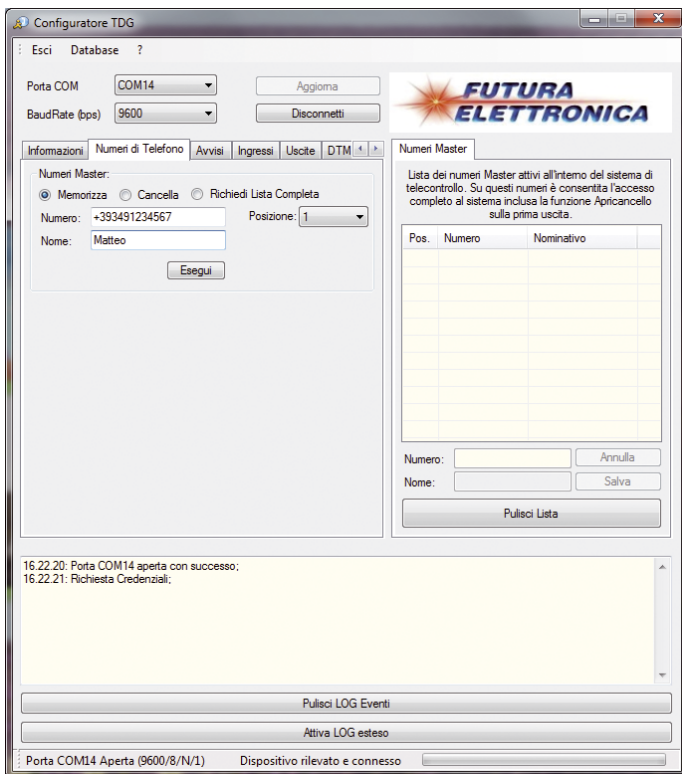 Configuratore TDG
Esci Database ?
Porta COM COM14 Aggiorna
BaudRate (bps) 9600 Disconnetti
FUTURA
ELETTRONICA
Informazioni Numeri di Telefono Avvisi Ingressi Uscite DTM
Numeri Master:
Memorizza Cancella Richiedi Lista Completa
Numero: +393491234567 Posizione: 1
Nome: Matteo
Esegui
Numeri Master
Lista dei numeri Master attivi all'interno del sistema di
telecontrollo. Su questi numeri è consentita l'accesso
completo al sistema inclusa la funzione Apricancello
sulla prima uscita.
Pos. Numero Nominativo
Numero: Annulla
Nome: Salva
Pulisci Lista
16.22.20: Porta COM14 aperta con successo;
16.22.21: Richiesta Credenziali;
Pulisci LOG Eventi
Attiva LOG esteso
Porta COM14 Aperta (9600/8/N/1) Dispositivo rilevato e connesso